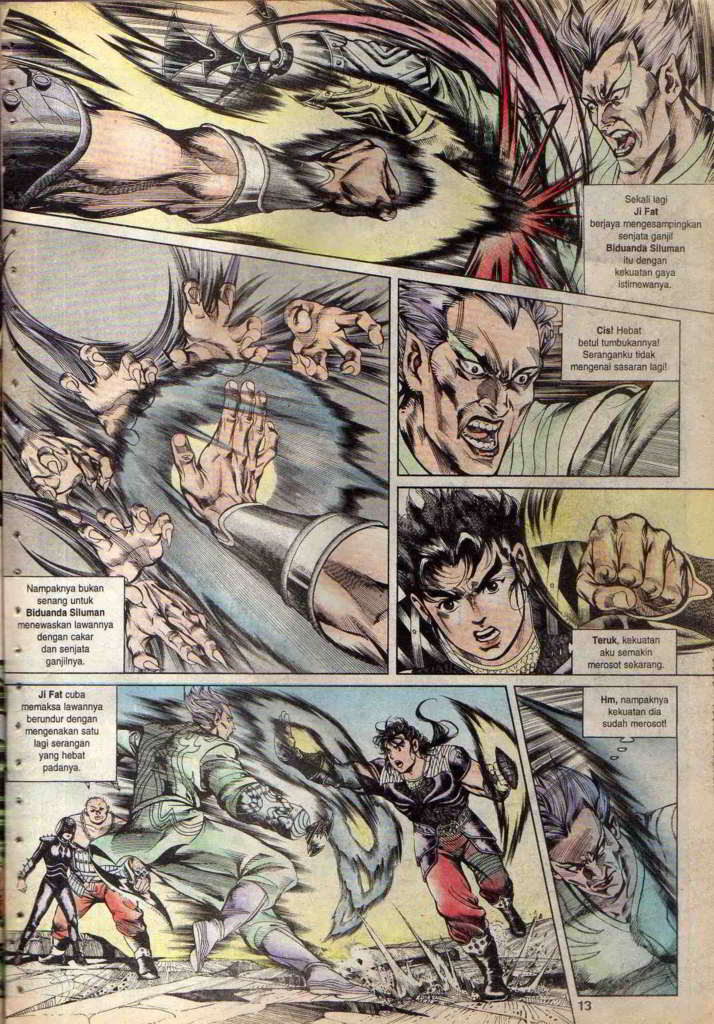 Sekali lagi
Ji Fat
berjaya mengesampingkan
senjata ganjil
Biduanda Siluman
itu dengan
kekuatan gaya
istimewanya.
Cis! Hebat
betul tumbukannya!
Seranganku tidak
mengenai sasaran lagi!
Nampaknya bukan
senang untuk
Biduanda Siluman
menewaskan lawannya
dengan cakar
dan senjata
ganjilnya.
Teruk, kekuatan
aku semakin
merosot sekarang.
Ji Fat cuba
memaksa lawannya
berundur dengan
mengenakan satu
lagi serangan
yang hebat
padanya.
Hm, nampaknya
kekuatan dia
sudah merosot!
13